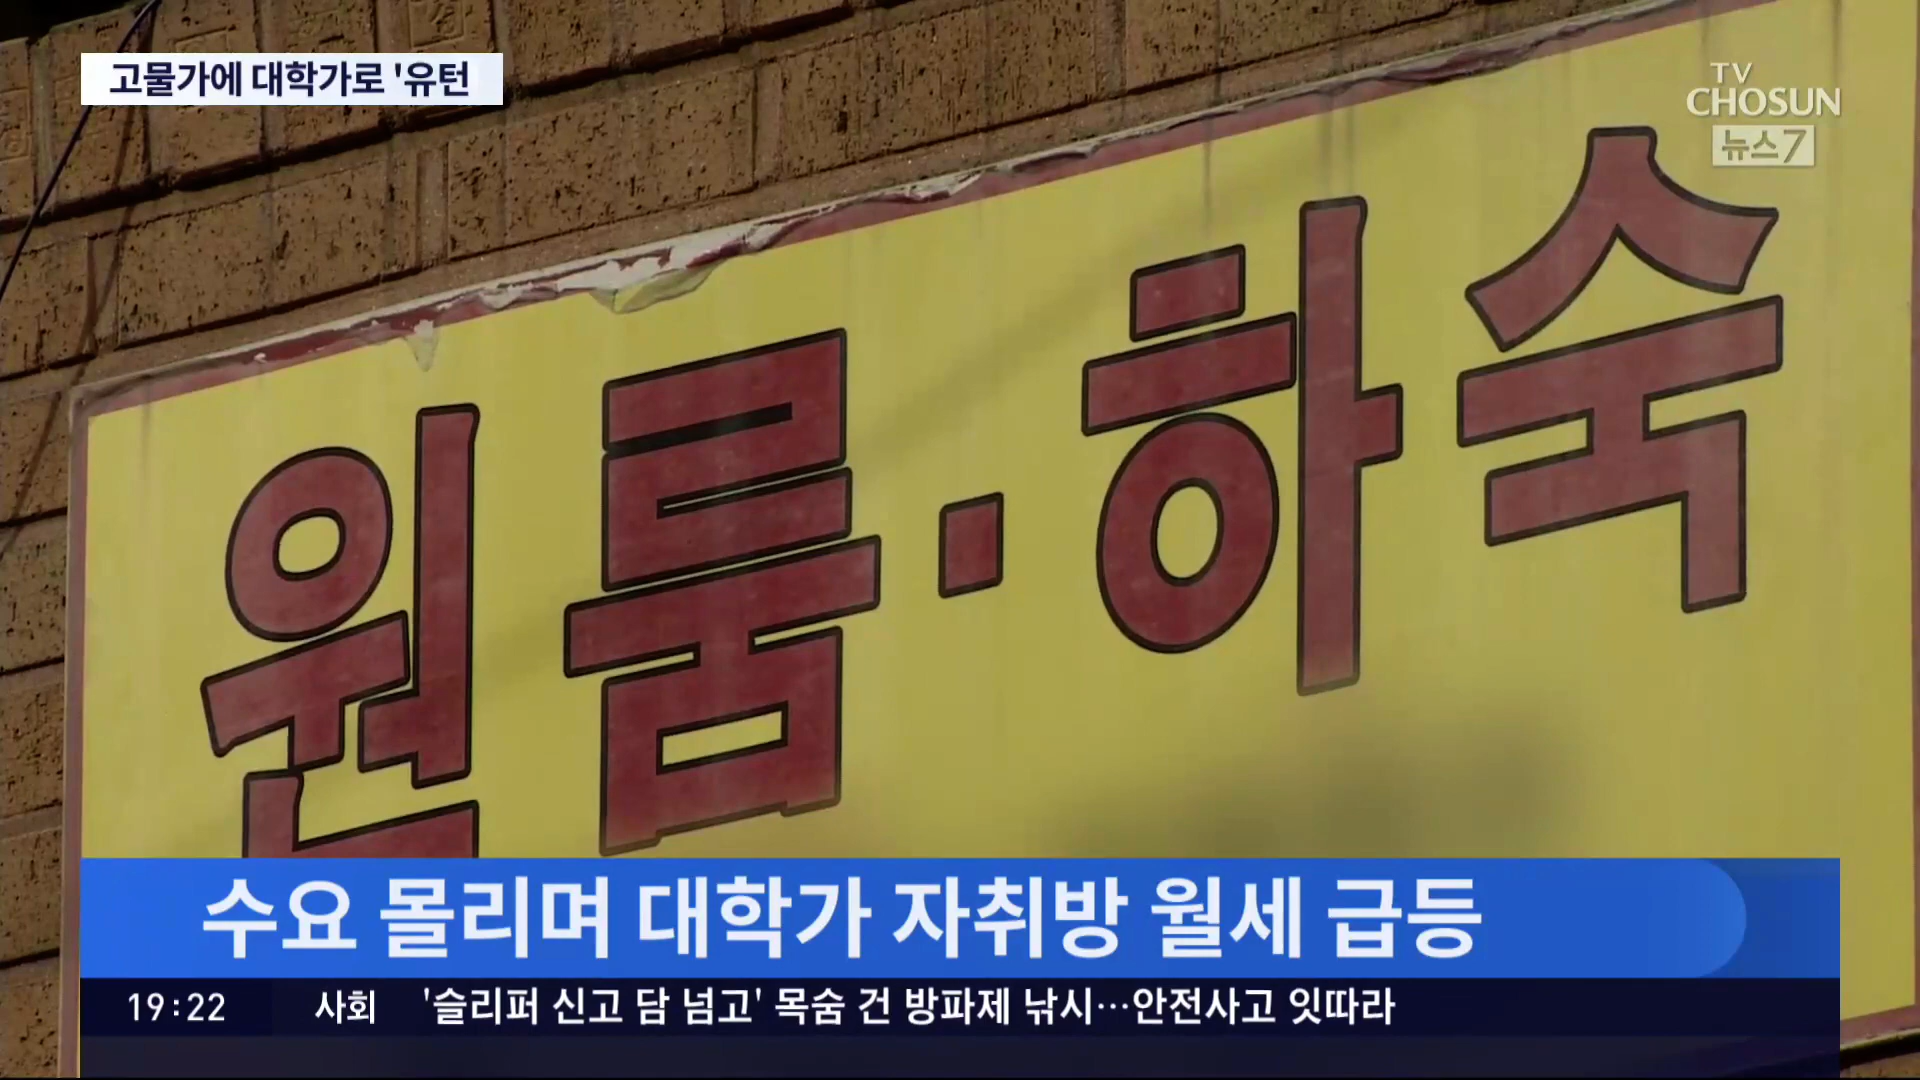 고물가에 대학가로 '유턴
TV
CHOSUN
뉴스7
원룸·하숙
수요 몰리며 대학가 자취방 월세 급등
19:22 사회 '슬리퍼 신고 담 넘고' 목숨 건 방파제 낚시…안전사고 잇따라